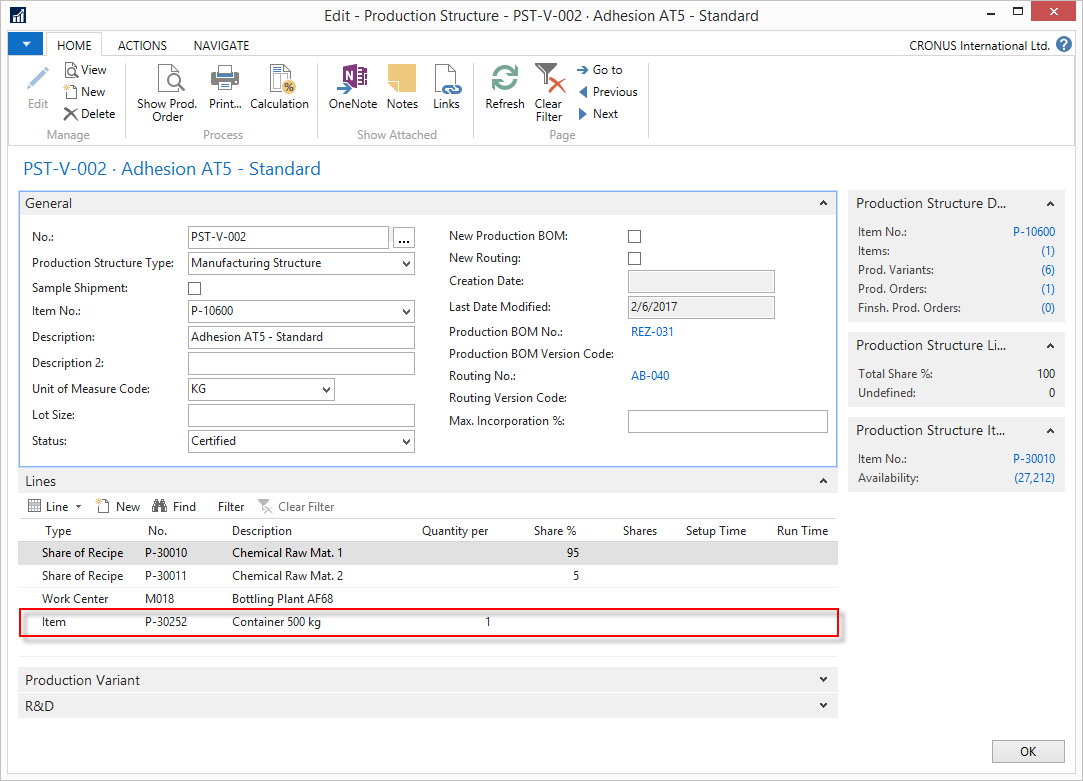 Edit - Production Structure - PST-V-002 · Adhesion AT5 - Standard
HOME ACTIONS NAVIGATE CRONUS International Ltd. ?
Edit
View
New
Delete
Manage
Show Prod. Order
Print...
Calculation
Process
OneNote
Notes
Links
Show Attached
Refresh
Clear Filter
Go to
Previous
Next
Page
PST-V-002 · Adhesion AT5 - Standard
General
No.: PST-V-002 ...
Production Structure Type: Manufacturing Structure
Sample Shipment:
Item No.: P-10600
Description: Adhesion AT5 - Standard
Description 2:
Unit of Measure Code: KG
Lot Size:
Status: Certified
New Production BOM:
New Routing:
Creation Date:
Last Date Modified: 2/6/2017
Production BOM No.: REZ-031
Production BOM Version Code:
Routing No.: AB-040
Routing Version Code:
Max. Incorporation %:
Lines
Line New Find Filter Clear Filter
Type No. Description Quantity per Share % Shares Setup Time Run Time
Share of Recipe P-30010 Chemical Raw Mat. 1 95
Share of Recipe P-30011 Chemical Raw Mat. 2 5
Work Center M018 Bottling Plant AF68
Item P-30252 Container 500 kg 1
Production Variant
R&D
Production Structure D...
Item No.: P-10600
Items: (1)
Prod. Variants: (6)
Prod. Orders: (1)
Finsh. Prod. Orders: (0)
Production Structure Li...
Total Share %: 100
Undefined: 0
Production Structure It...
Item No.: P-30010
Availability: (27,212)
OK